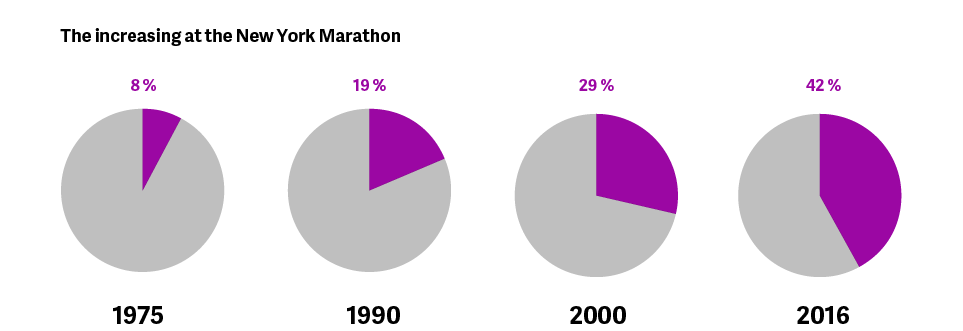 The increasing at the New York Marathon
8 % 19 % 29 % 42 %
1975 1990 2000 2016